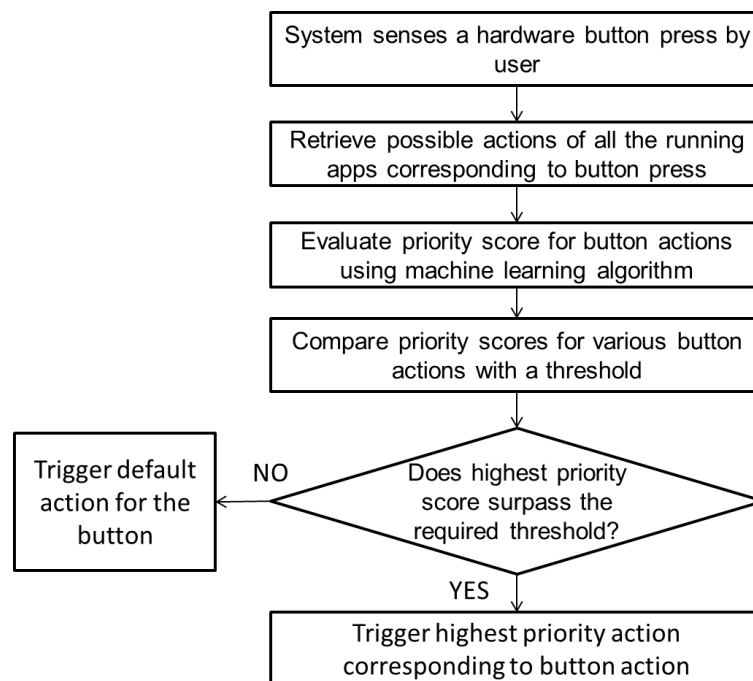 System senses a hardware button press by
user
Retrieve possible actions of all the running
apps corresponding to button press
Evaluate priority score for button actions
using machine learning algorithm
Compare priority scores for various button
actions with a threshold
Trigger default
action for the
button
NO
Does highest priority
score surpass the
required threshold?
YES
Trigger highest priority action
corresponding to button action